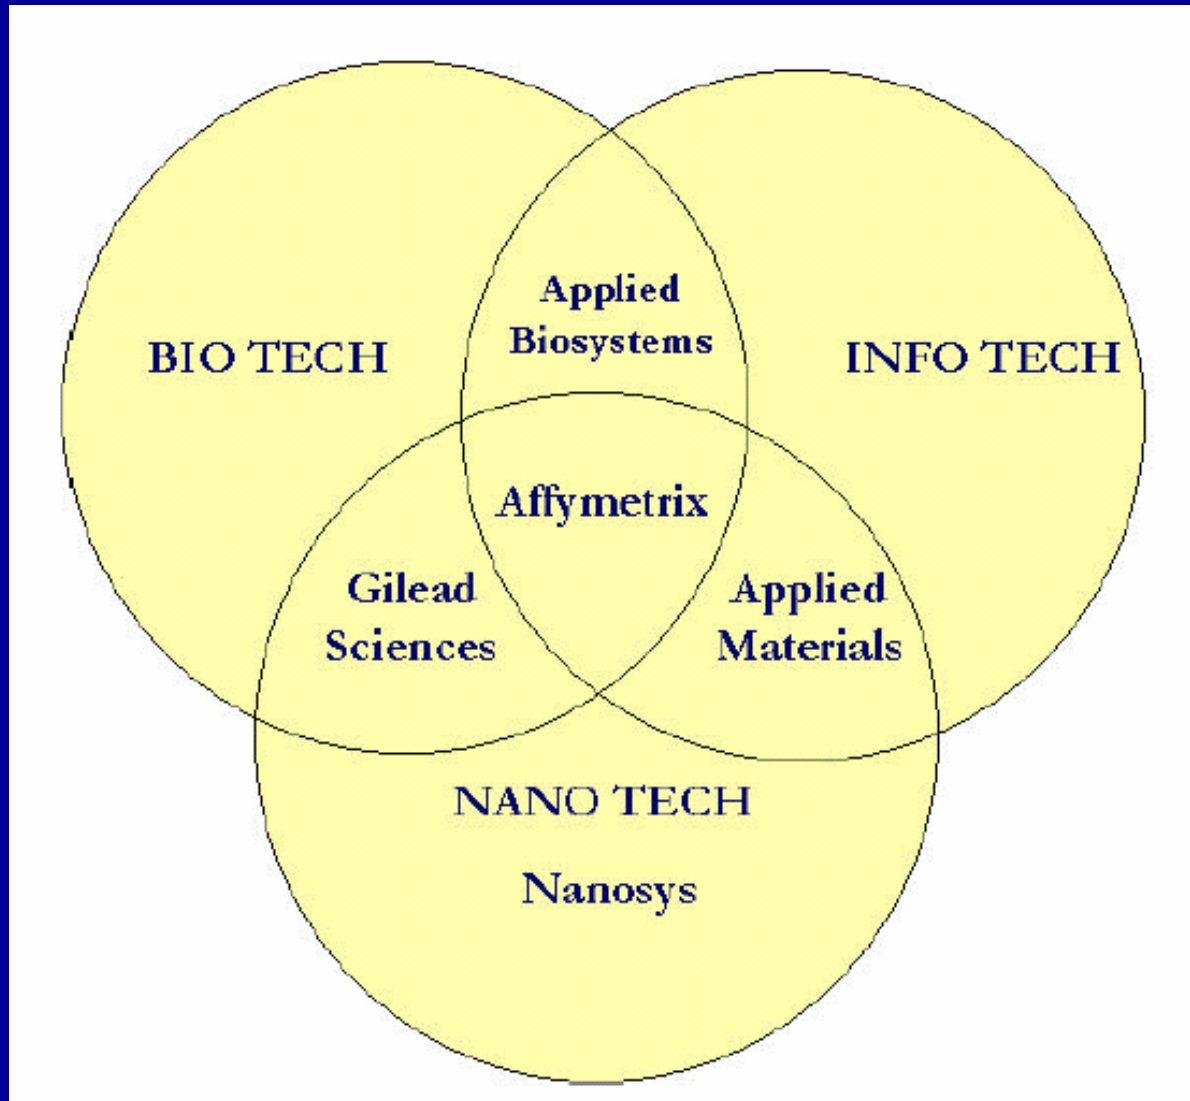 Applied
Biosystems
BIO TECH
INFO TECH
Affymetrix
Gilead
Sciences
Applied
Materials
NANO TECH
Nanosys